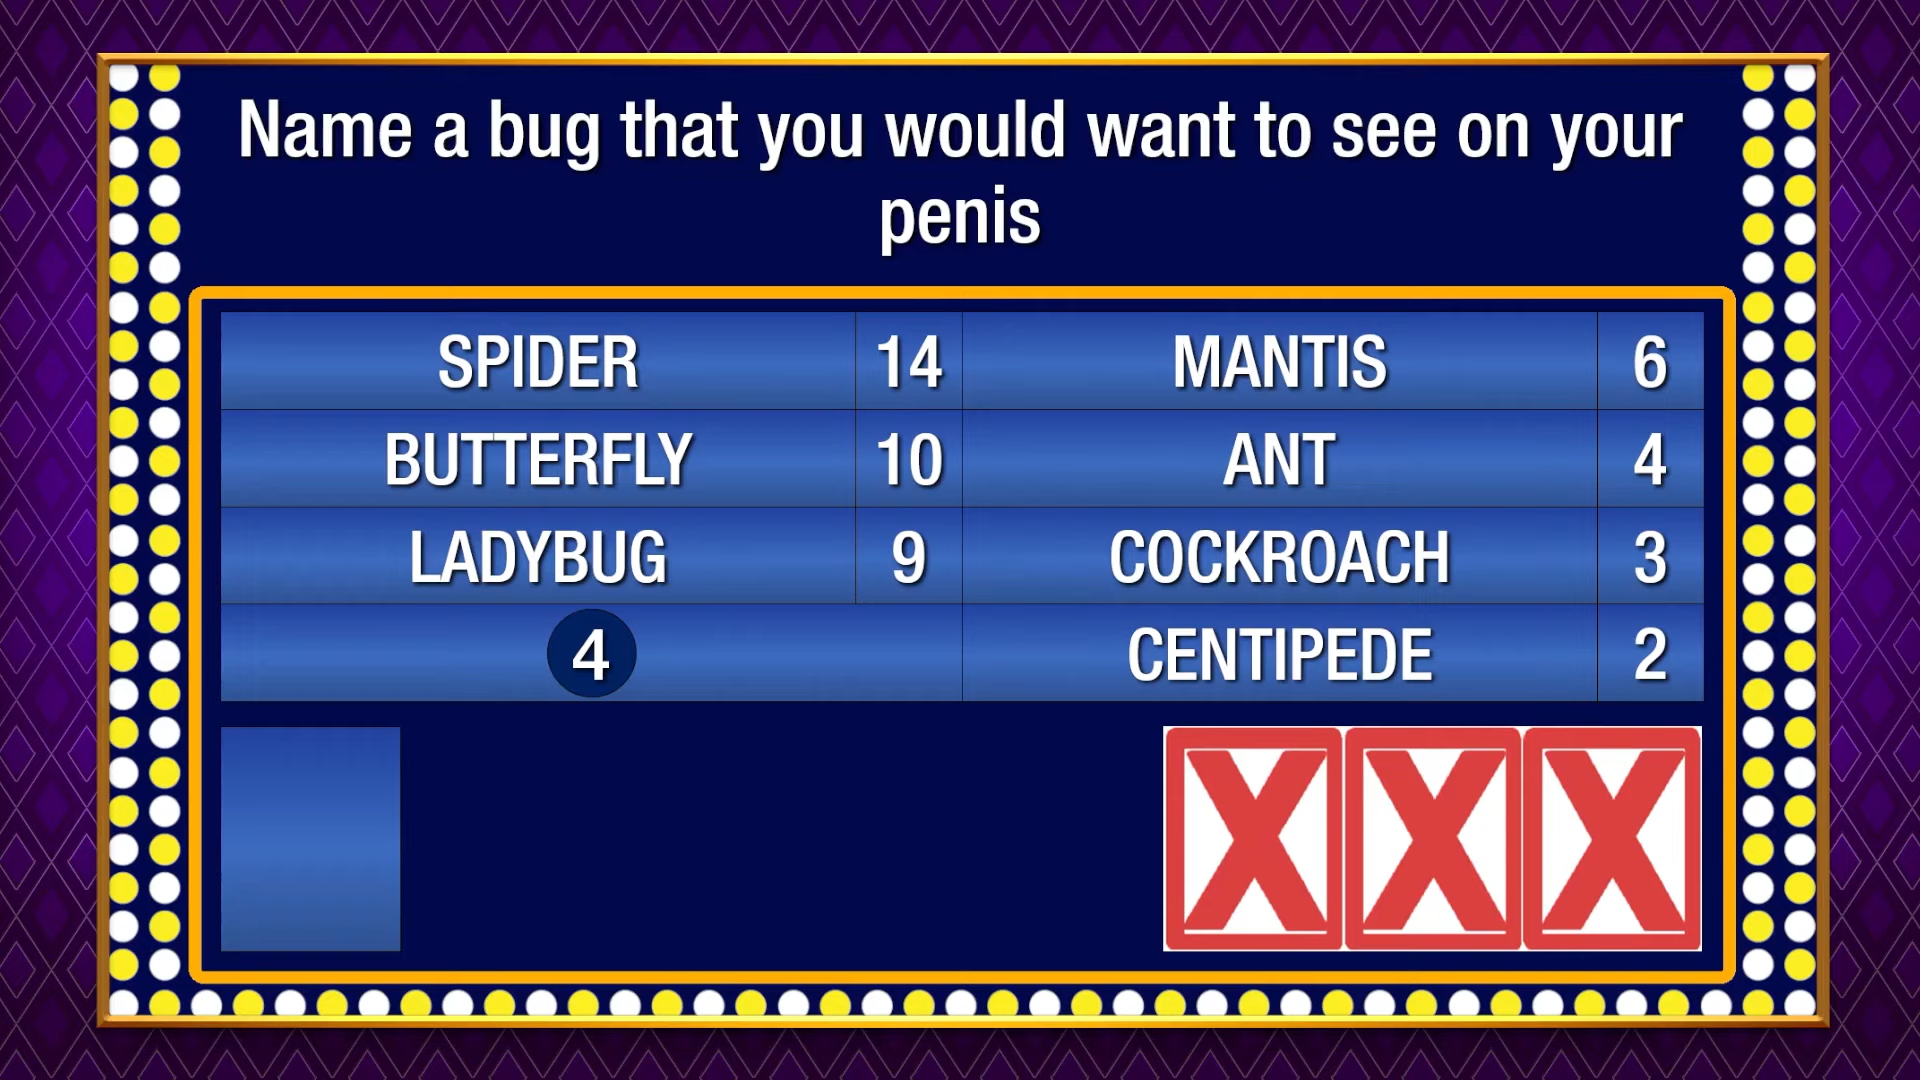 Name a bug that you would want to see on your
penis
SPIDER 14 MANTIS 6
BUTTERFLY 10 ANT 4
LADYBUG 9 COCKROACH 3
4 CENTIPEDE 2
X X X